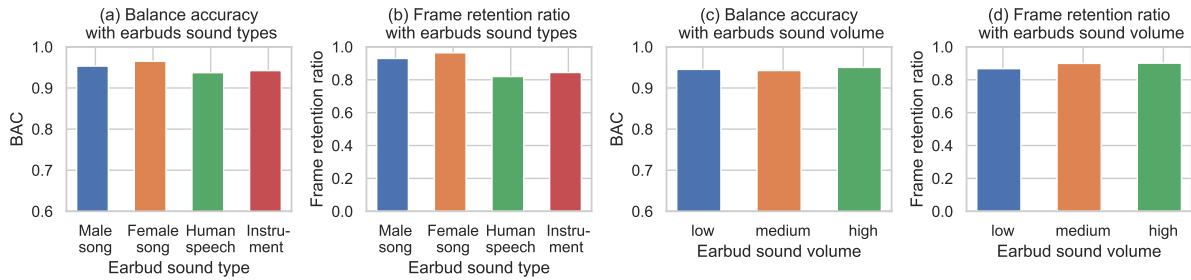 (a) Balance accuracy
with earbuds sound types
BAC
1.0
0.9
0.8
0.7
0.6
Male
song
Female
song
Human
speech
Instru-
ment
Earbud sound type
(b) Frame retention ratio
with earbuds sound types
Frame retention ratio
1.0
0.8
0.6
0.4
0.2
0.0
Male
song
Female
song
Human
speech
Instru-
ment
Earbud sound type
(c) Balance accuracy
with earbuds sound volume
BAC
1.0
0.9
0.8
0.7
0.6
low
medium
high
Earbud sound volume
(d) Frame retention ratio
with earbuds sound volume
Frame retention ratio
1.0
0.8
0.6
0.4
0.2
0.0
low
medium
high
Earbud sound volume